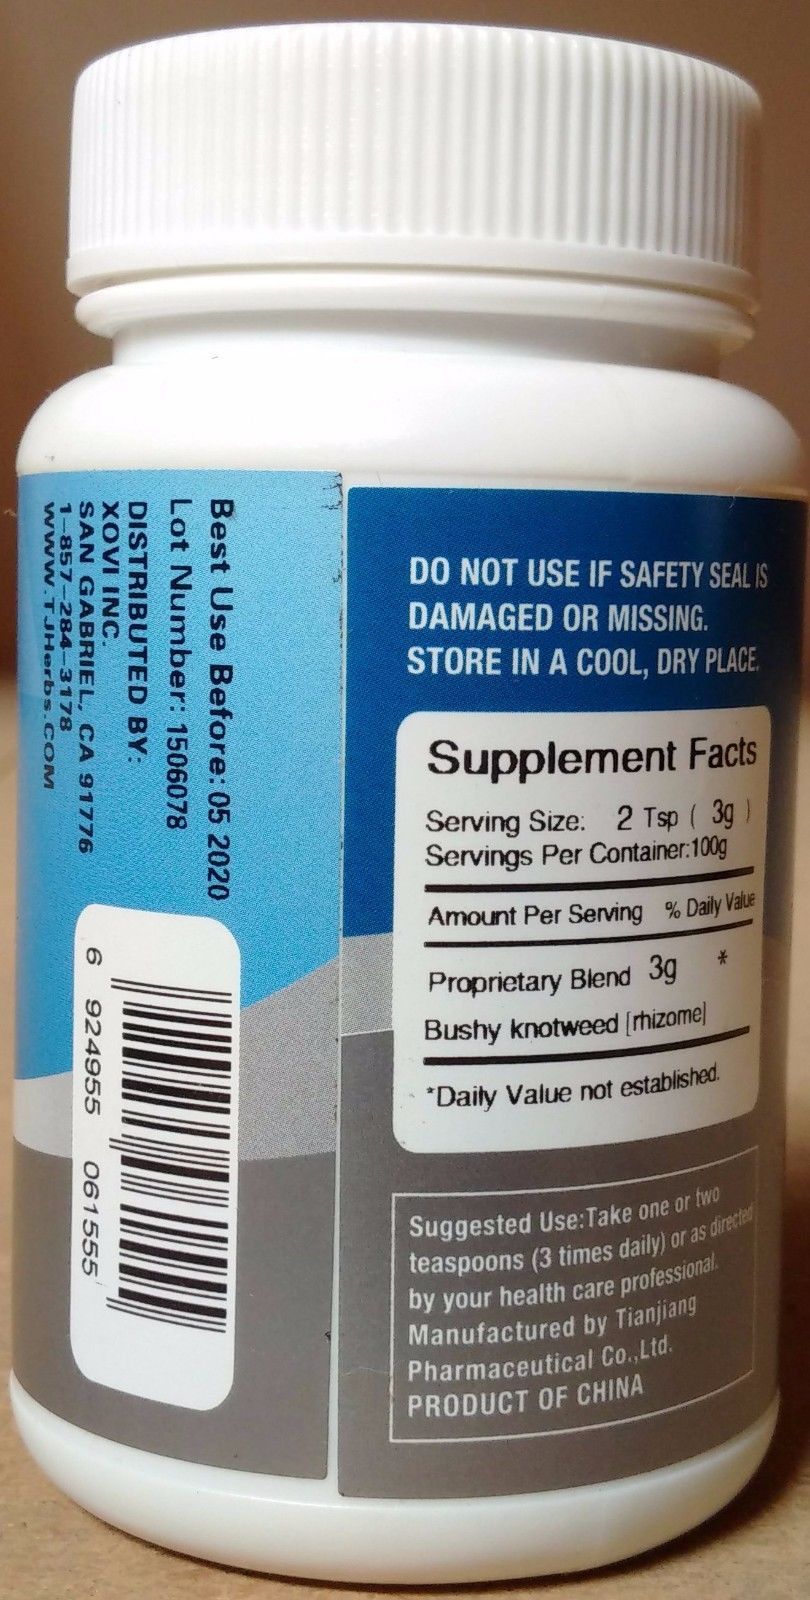 Best Use Before: 05 2020
Lot Number: 1506078
DISTRIBUTED BY:
XOVI INC.
SAN GABRIEL, CA 91776
1-857-284-3178
WWW.TJHerbs.COM
6 924955 061555
DO NOT USE IF SAFETY SEAL IS
DAMAGED OR MISSING.
STORE IN A COOL, DRY PLACE.
Supplement Facts
Serving Size: 2 Tsp ( 3g )
Servings Per Container:100g
Amount Per Serving % Daily Value
Proprietary Blend 3g *
Bushy knotweed [rhizome]
*Daily Value not established.
Suggested Use:Take one or two
teaspoons (3 times daily) or as directed
by your health care professional.
Manufactured by Tianjiang
Pharmaceutical Co.,Ltd.
PRODUCT OF CHINA